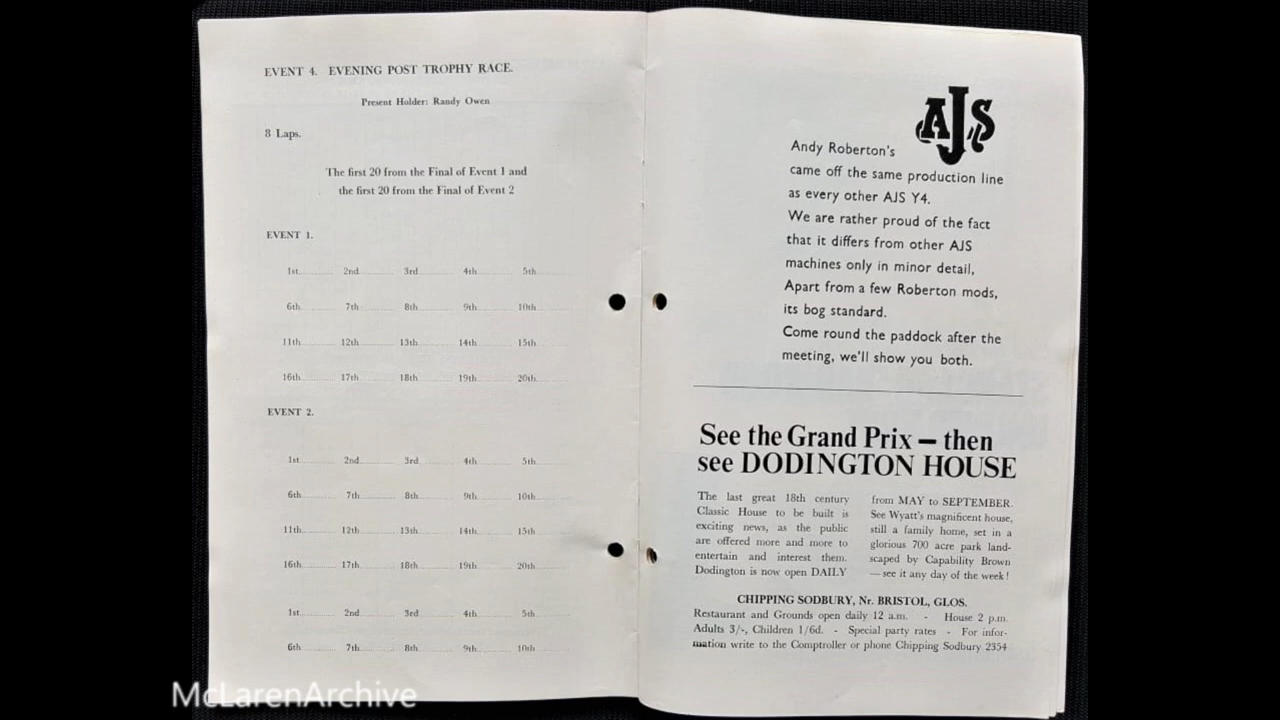 EVENT 4. EVENING POST TROPHY RACE.
Present Holder: Randy Owen
8 Laps.
The first 20 from the Final of Event 1 and
the first 20 from the Final of Event 2
EVENT 1.
1st 2nd 3rd 4th 5th
6th 7th 8th 9th 10th
11th 12th 13th 14th 15th
16th 17th 18th 19th 20th
EVENT 2.
1st 2nd 3rd 4th 5th
6th 7th 8th 9th 10th
11th 12th 13th 14th 15th
16th 17th 18th 19th 20th
1st 2nd 3rd 4th 5th
6th 7th 8th 9th 10th
AJS
Andy Roberton's
came off the same production line
as every other AJS Y4.
We are rather proud of the fact
that it differs from other AJS
machines only in minor detail,
Apart from a few Roberton mods,
its bog standard.
Come round the paddock after the
meeting, we'll show you both.
See the Grand Prix — then
see DODINGTON HOUSE
The last great 18th century
Classic House to be built is
exciting news, as the public
are offered more and more to
entertain and interest them.
Dodington is now open DAILY
from MAY to SEPTEMBER.
See Wyatt's magnificent house,
still a family home, set in a
glorious 700 acre park land-
scaped by Capability Brown
— see it any day of the week!
CHIPPING SODBURY, Nr. BRISTOL, GLOS.
Restaurant and Grounds open daily 12 a.m. - House 2 p.m.
Adults 3/-, Children 1/6d. - Special party rates - For infor-
mation write to the Comptroller or phone Chipping Sodbury 2354
McLarenArchive